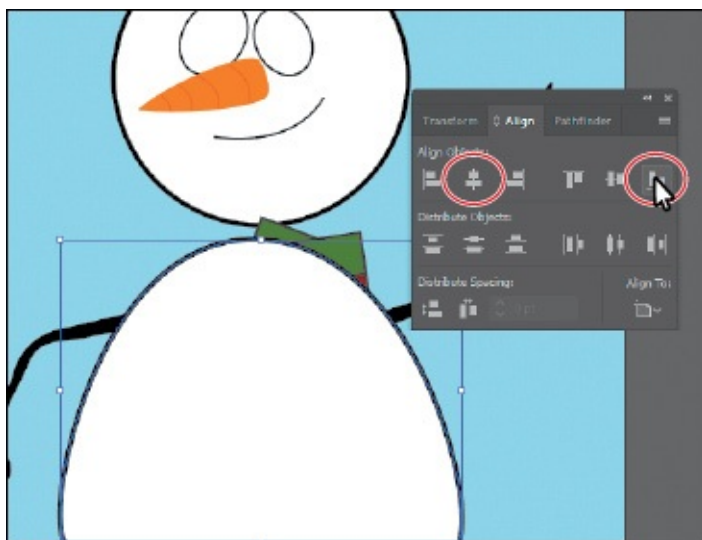 Transform Align Pathfinder
Align Objects:
Distribute Objects:
Distribute Spacing: Align To: